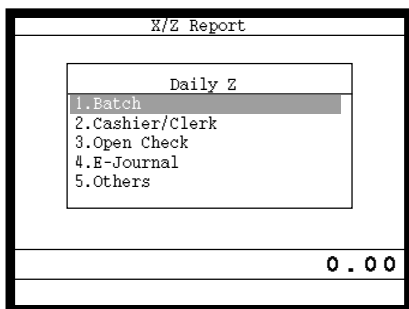 X/Z Report
Daily Z
1.Batch
2.Cashier/Clerk
3.Open Check
4.E-Journal
5.Others
0.00